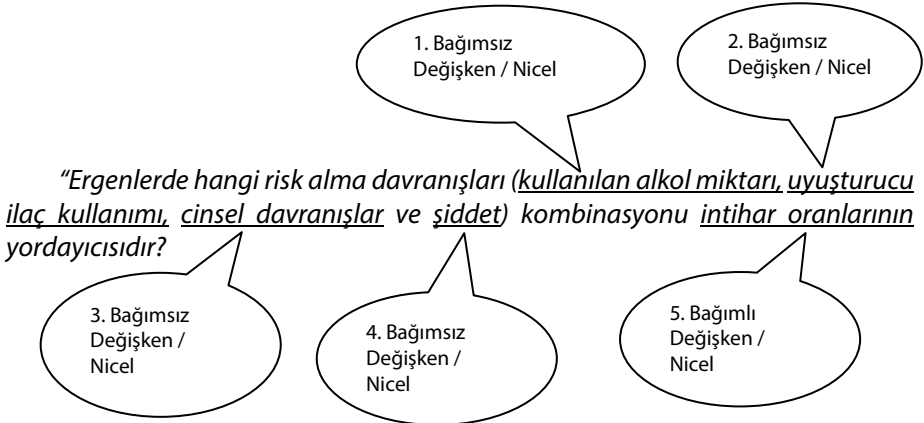 1. Bağımsız
Değişken / Nicel
2. Bağımsız
Değişken / Nicel
“Ergenlerde hangi risk alma davranışları (kullanılan alkol miktarı, uyuşturucu
ilaç kullanımı, cinsel davranışlar ve şiddet) kombinasyonu intihar oranlarının
yordayıcısıdır?
3. Bağımsız
Değişken /
Nicel
4. Bağımsız
Değişken /
Nicel
5. Bağımlı
Değişken /
Nicel